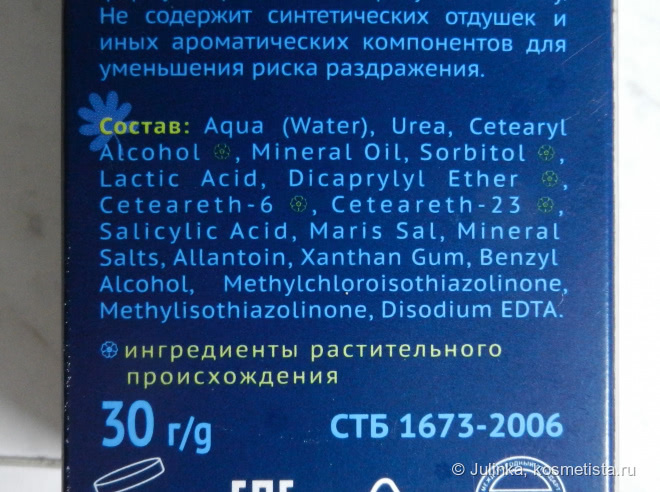 Не содержит синтетических отдушек и
иных ароматических компонентов для
уменьшения риска раздражения.
Состав: Aqua (Water), Urea, Cetearyl
Alcohol , Mineral Oil, Sorbitol ,
Lactic Acid, Dicaprylyl Ether ,
Ceteareth-6 , Ceteareth-23 ,
Salicylic Acid, Maris Sal, Mineral
Salts, Allantoin, Xanthan Gum, Benzyl
Alcohol, Methylchloroisothiazolinone,
Methylisothiazolinone, Disodium EDTA.
ингредиенты растительного
происхождения
30 г/g
СТБ 1673-2006
© Julinka, kosmetista.ru